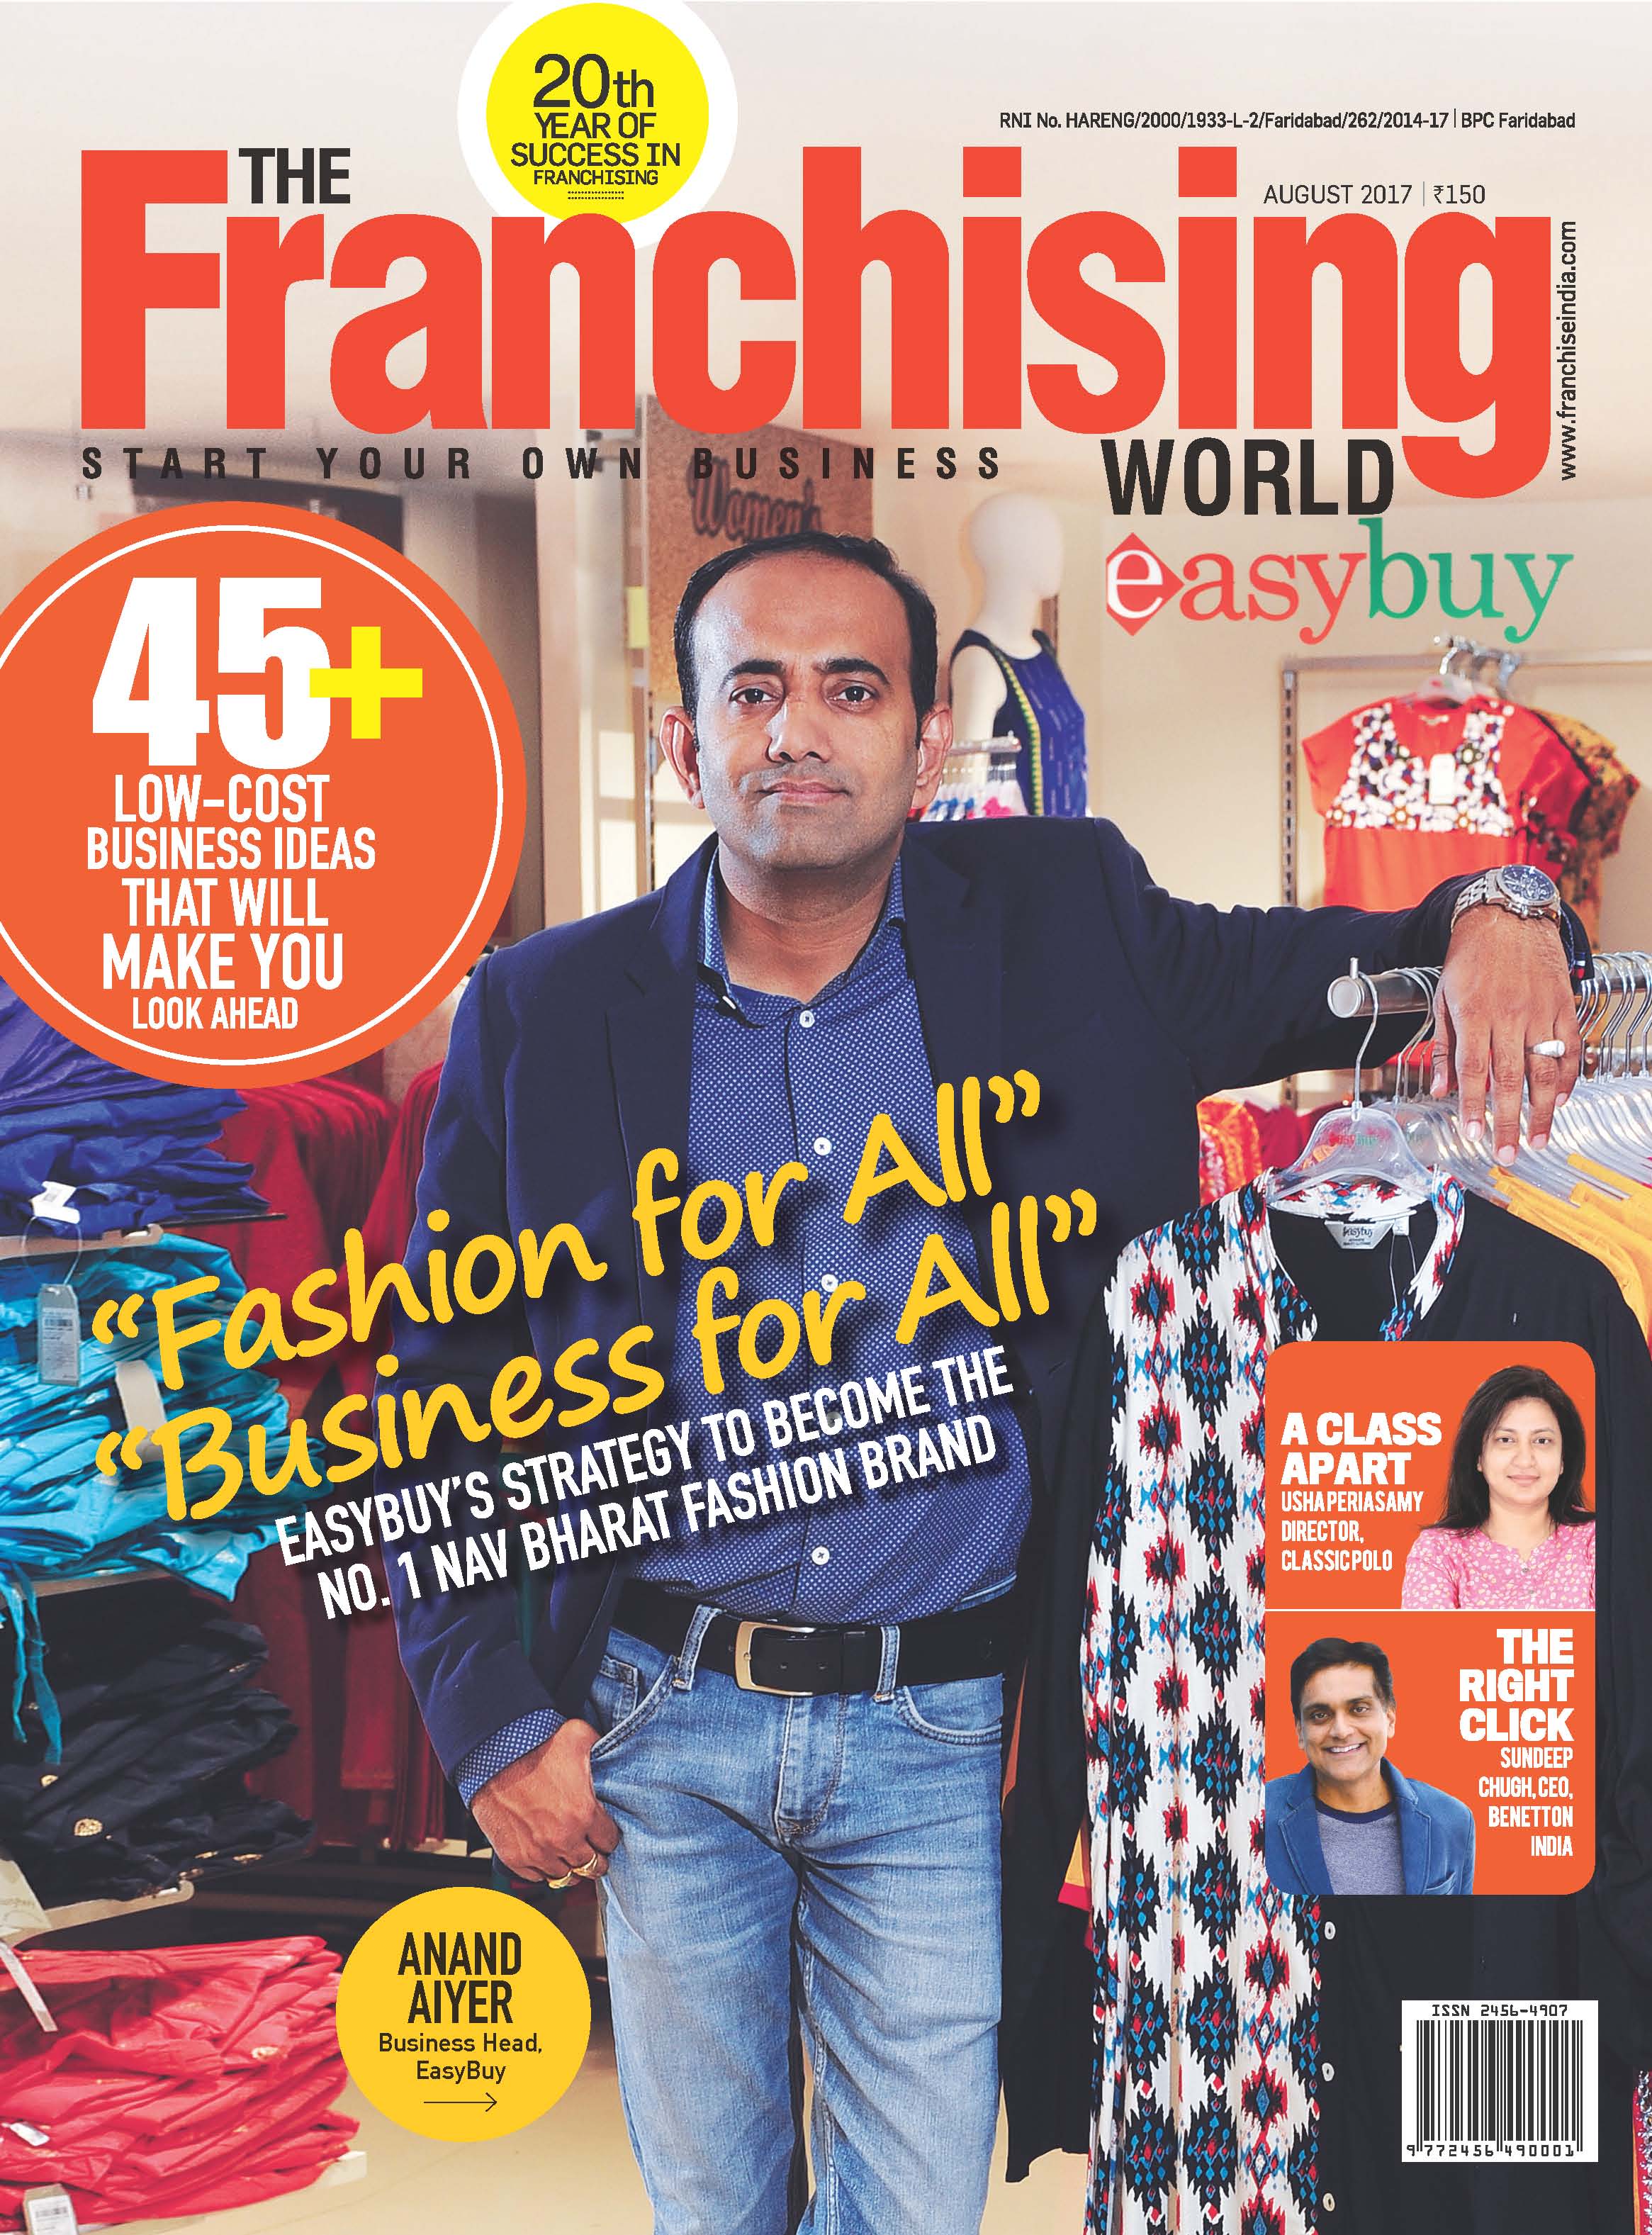 20th
YEAR OF
SUCCESS IN
FRANCHISING
RNI No. HARENG/2000/1933-L-2/Faridabad/262/2014-17 | BPC Faridabad
AUGUST 2017 | ₹150
THE
Franchising
WORLD
www.franchiseindia.com
START YOUR OWN BUSINESS
Women's
easybuy
45+
LOW-COST
BUSINESS IDEAS
THAT WILL
MAKE YOU
LOOK AHEAD
easybuy
easybuy
“Fashion for All”
“Business for All”
EASYBUY’S STRATEGY TO BECOME THE
NO. 1 NAV BHARAT FASHION BRAND
A CLASS
APART
USHA PERIASAMY
DIRECTOR,
CLASSIC POLO
THE
RIGHT
CLICK
SUNDEEP
CHUGH, CEO,
BENETTON
INDIA
ANAND
AIYER
Business Head,
EasyBuy
ISSN 2456-4907
9 772456 490001